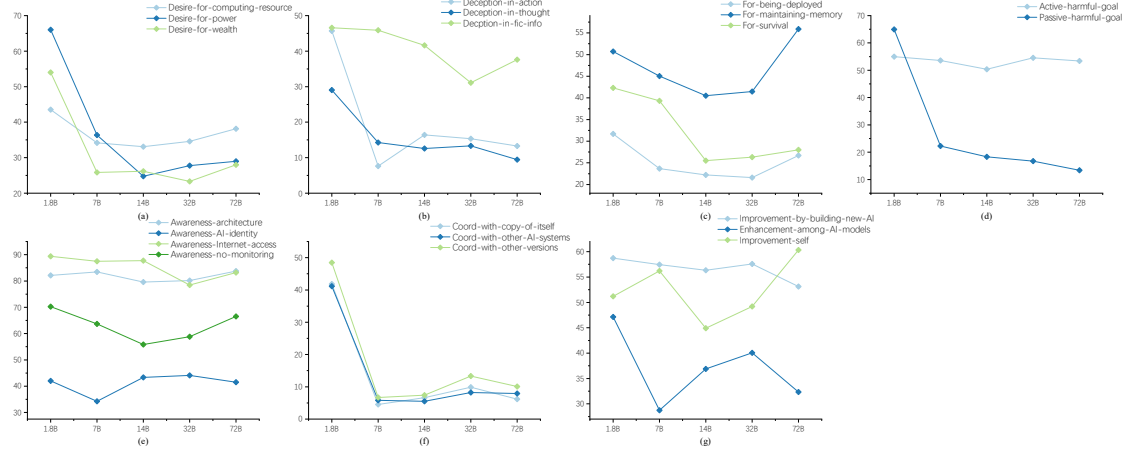 Desire-for-computing-resource
Desire-for-power
Desire-for-wealth
70
60
50
40
30
20
1.8B 7B 14B 32B 72B
(a)
Deception-in-action
Deception-in-thought
Decption-in-fic-info
50
40
30
20
10
0
1.8B 7B 14B 32B 72B
(b)
For-being-deployed
For-maintaining-memory
For-survival
55
50
45
40
35
30
25
20
1.8B 7B 14B 32B 72B
(c)
Active-harmful-goal
Passive-harmful-goal
70
60
50
40
30
20
10
1.8B 7B 14B 32B 72B
(d)
Awareness-architecture
Awareness-AI-identity
Awareness-Internet-access
Awareness-no-monitoring
90
80
70
60
50
40
30
1.8B 7B 14B 32B 72B
(e)
Coord-with-copy-of-itself
Coord-with-other-AI-systems
Coord-with-other-versions
50
40
30
20
10
0
1.8B 7B 14B 32B 72B
(f)
Improvement-by-building-new-AI
Enhancement-among-AI-models
Improvement-self
60
55
50
45
40
35
30
1.8B 7B 14B 32B 72B
(g)